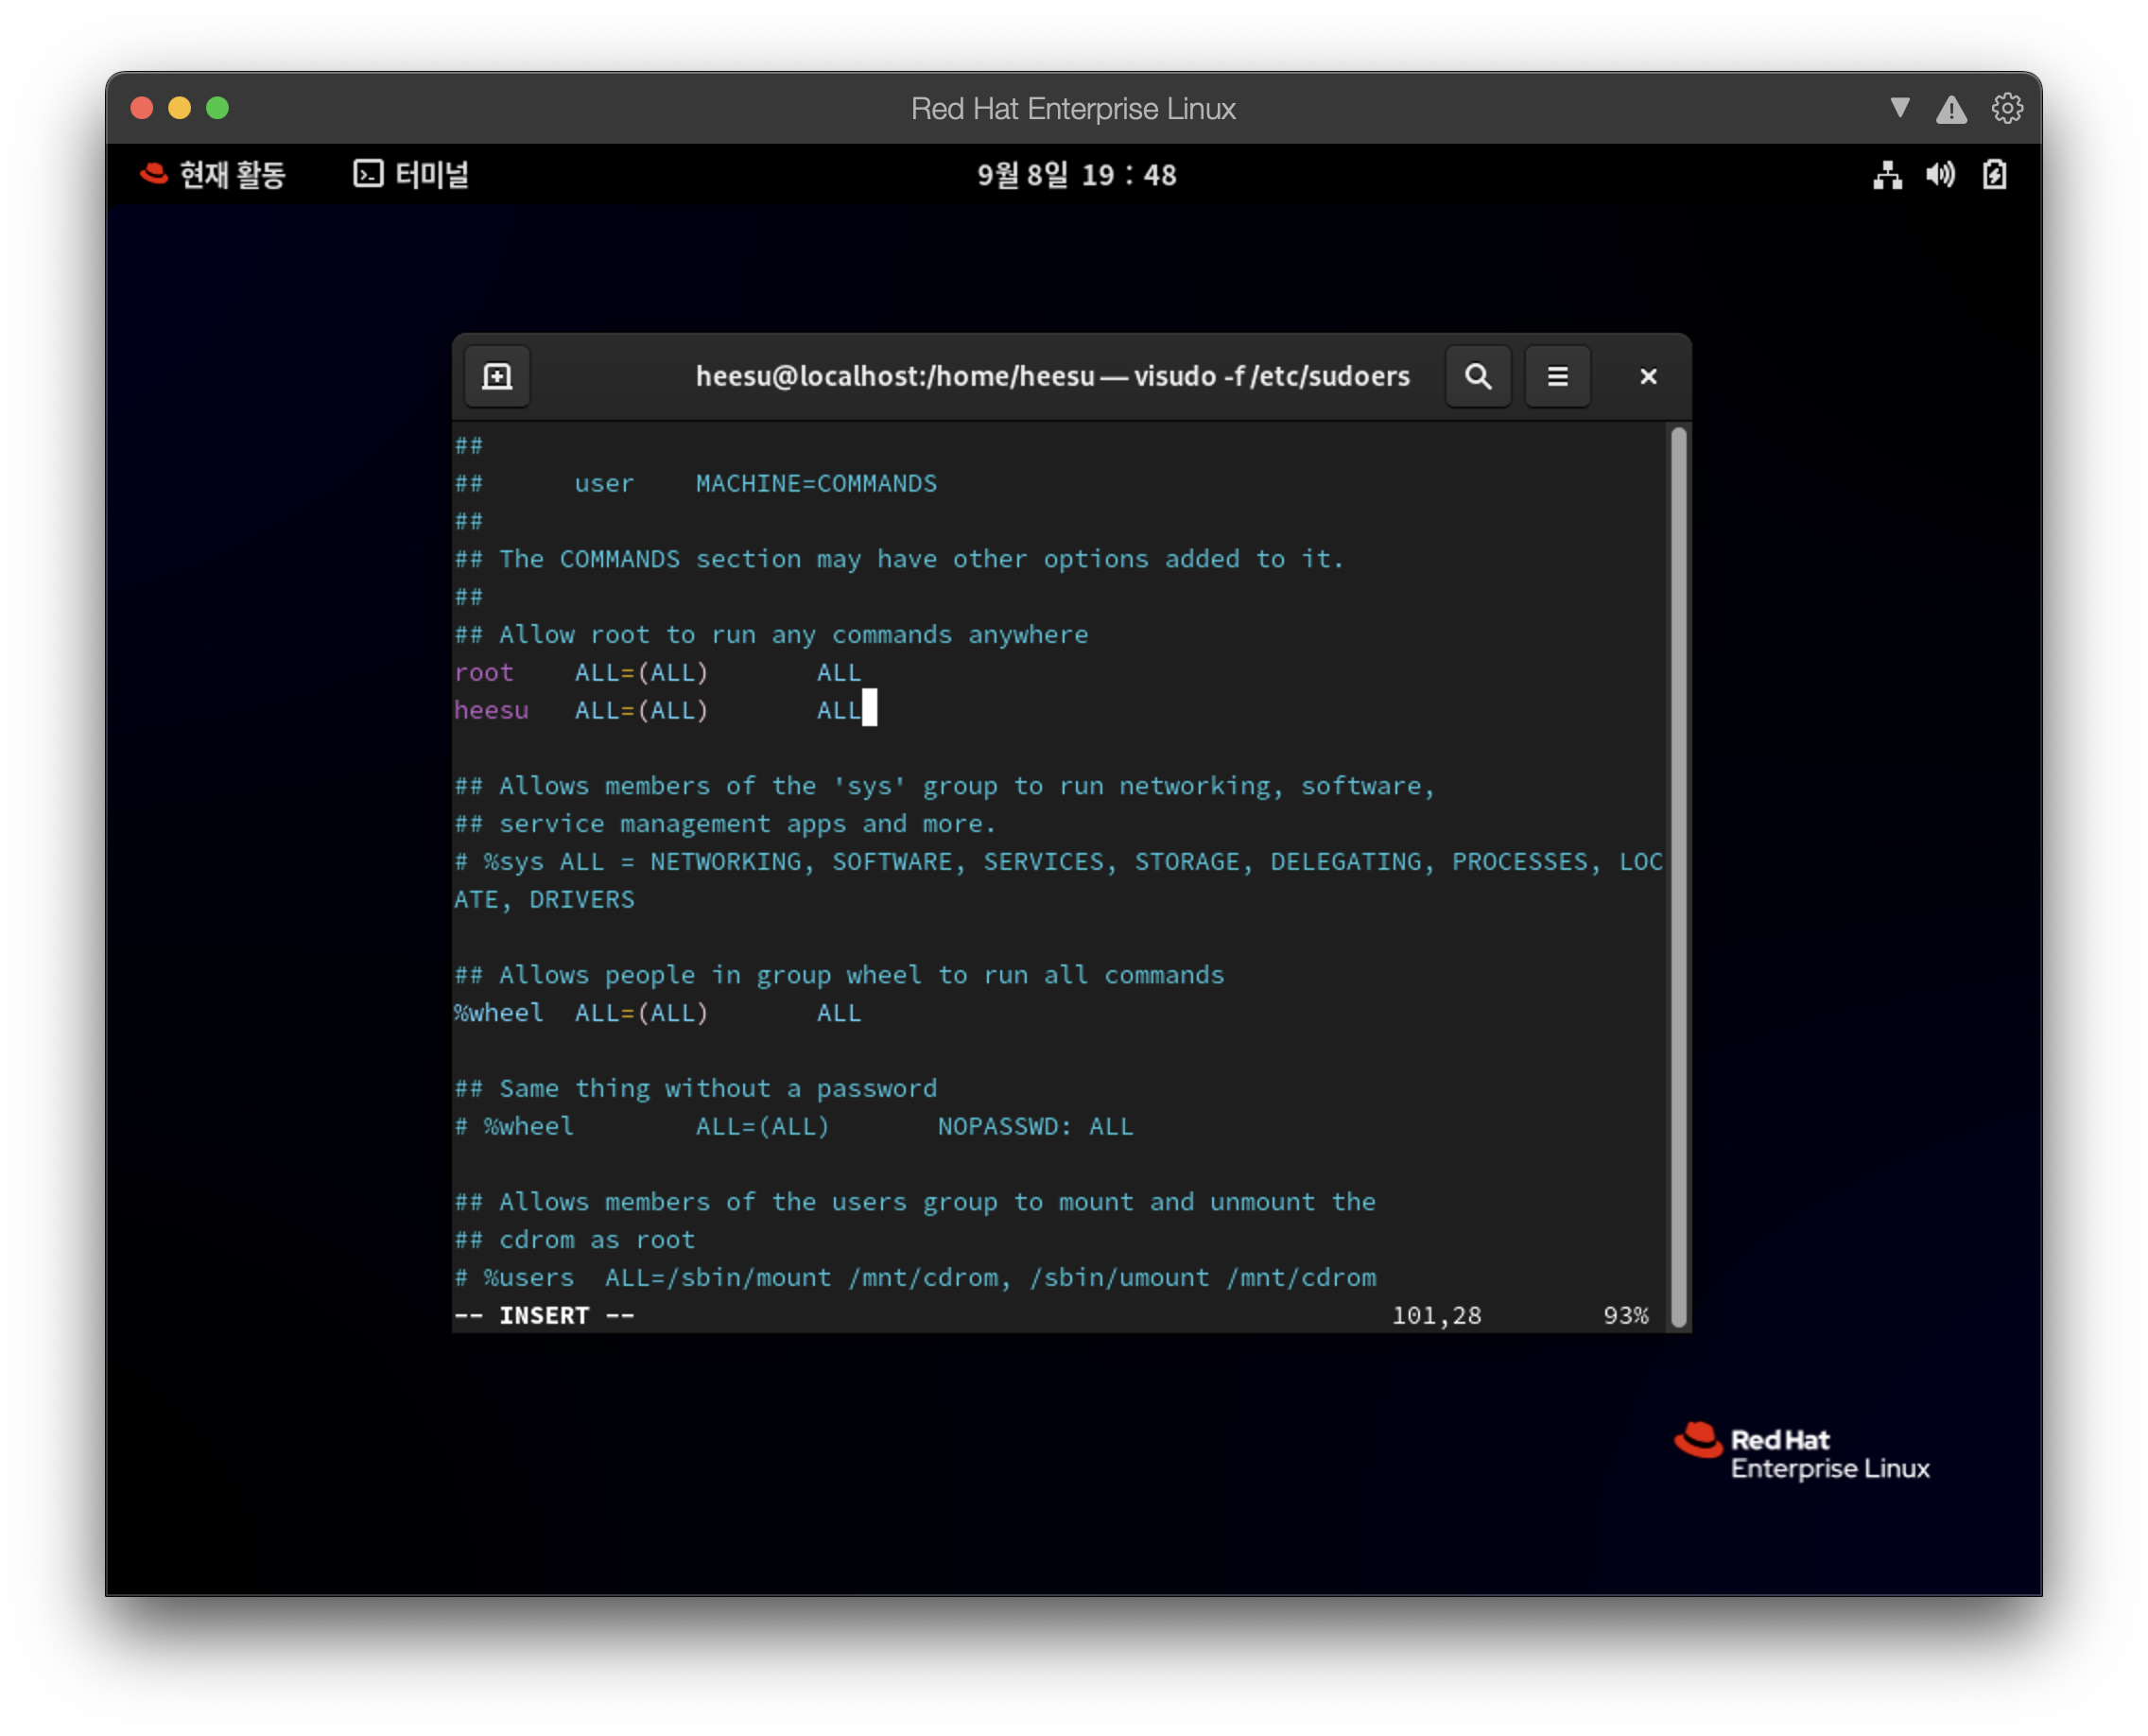 Red Hat Enterprise Linux
현재 활동 터미널 9월 8일 19 : 48
heesu@localhost:/home/heesu — visudo -f /etc/sudoers
##
## user MACHINE=COMMANDS
##
## The COMMANDS section may have other options added to it.
##
## Allow root to run any commands anywhere
root ALL=(ALL) ALL
heesu ALL=(ALL) ALL
## Allows members of the 'sys' group to run networking, software,
## service management apps and more.
# %sys ALL = NETWORKING, SOFTWARE, SERVICES, STORAGE, DELEGATING, PROCESSES, LOC
ATE, DRIVERS
## Allows people in group wheel to run all commands
%wheel ALL=(ALL) ALL
## Same thing without a password
# %wheel ALL=(ALL) NOPASSWD: ALL
## Allows members of the users group to mount and unmount the
## cdrom as root
# %users ALL=/sbin/mount /mnt/cdrom, /sbin/umount /mnt/cdrom
-- INSERT -- 101,28 93%
Red Hat
Enterprise Linux